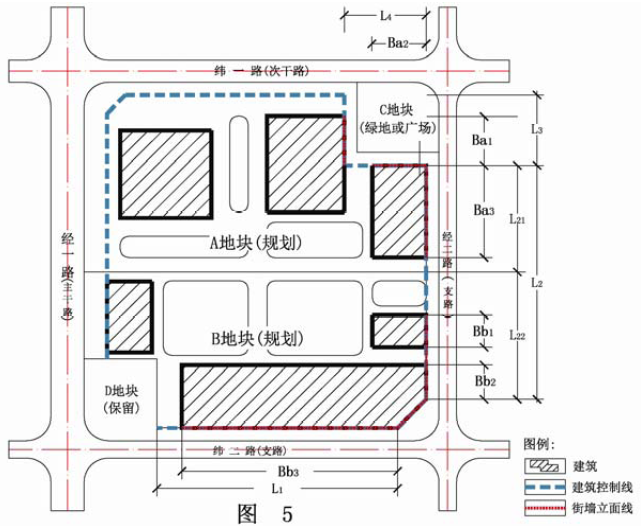 L4
Ba2
纬一路(次干路)
C地块
(绿地或广场)
Ba1
L3
Ba3
L21
A地块(规划)
经一路(主干路)
经二路(支路)
L2
B地块(规划)
Bb1
L22
Bb2
D地块
(保留)
纬二路(支路)
Bb3
L1
图 5
图例:
建筑
建筑控制线
街墙立面线